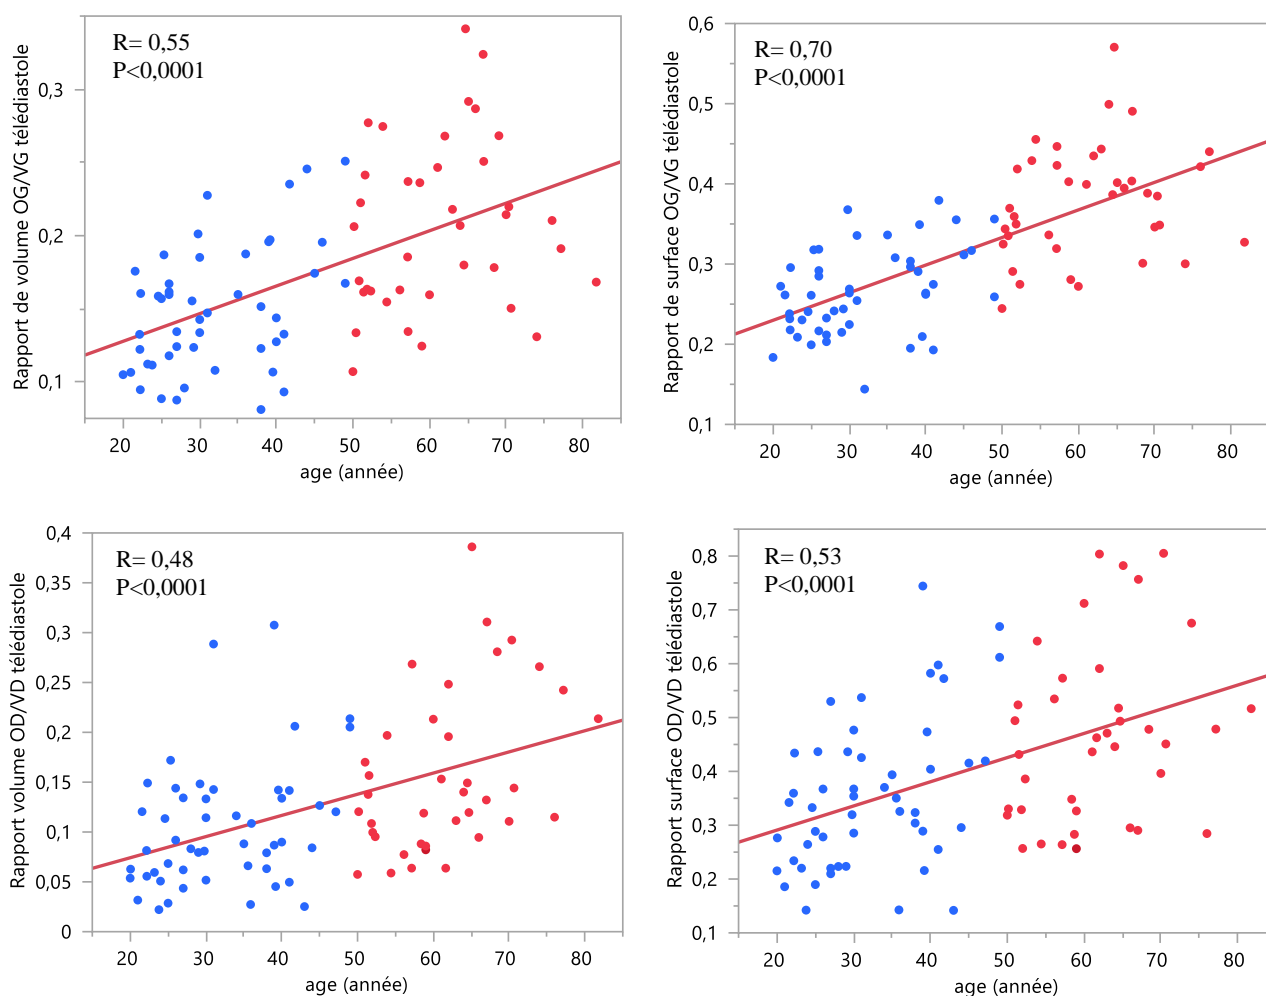 R= 0,55
P<0,0001
Rapport de volume OG/VG télédiastole
0,3
0,2
0,1
20 30 40 50 60 70 80
age (année)
R= 0,70
P<0,0001
Rapport de surface OG/VG télédiastole
0,6
0,5
0,4
0,3
0,2
0,1
20 30 40 50 60 70 80
age (année)
R= 0,48
P<0,0001
Rapport volume OD/VD télédiastole
0,4
0,35
0,3
0,25
0,2
0,15
0,1
0,05
0
20 30 40 50 60 70 80
age (année)
R= 0,53
P<0,0001
Rapport surface OD/VD télédiastole
0,8
0,7
0,6
0,5
0,4
0,3
0,2
0,1
20 30 40 50 60 70 80
age (année)